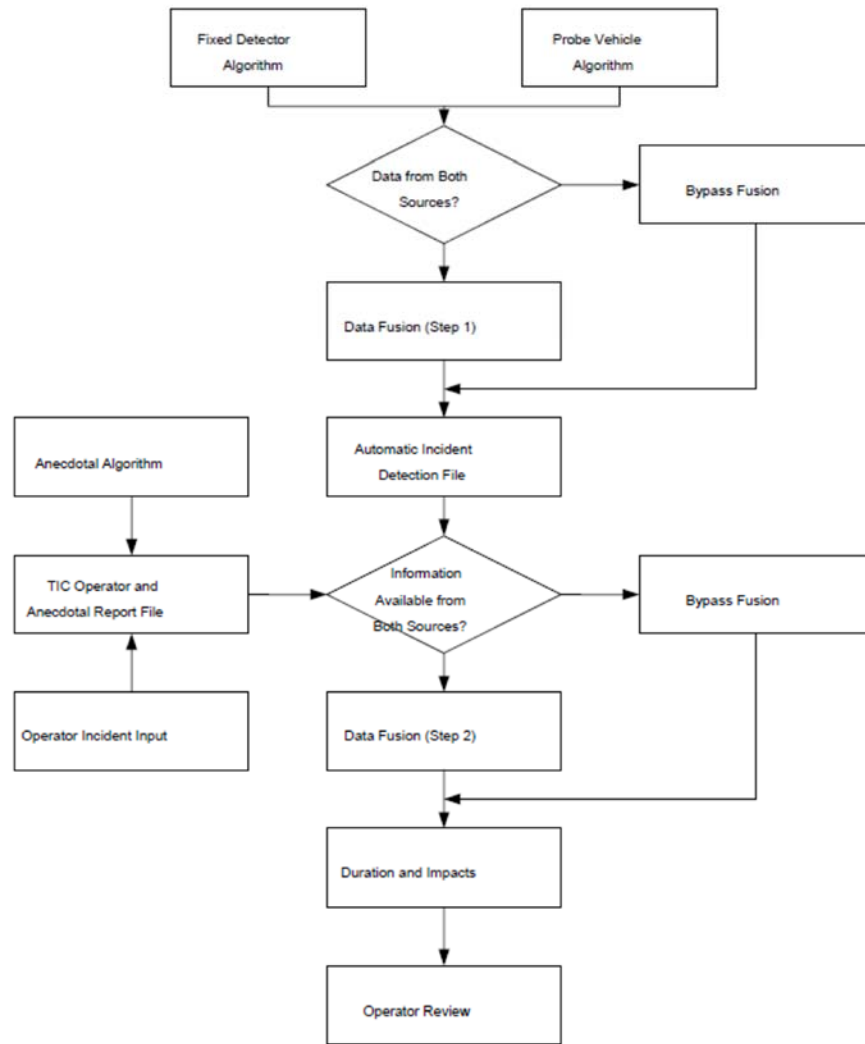 Fixed Detector
Algorithm
Probe Vehicle
Algorithm
Data from Both
Sources?
Bypass Fusion
Data Fusion (Step 1)
Anecdotal Algorithm
Automatic Incident
Detection File
TIC Operator and
Anecdotal Report File
Information
Available from
Both Sources?
Bypass Fusion
Operator Incident Input
Data Fusion (Step 2)
Duration and Impacts
Operator Review